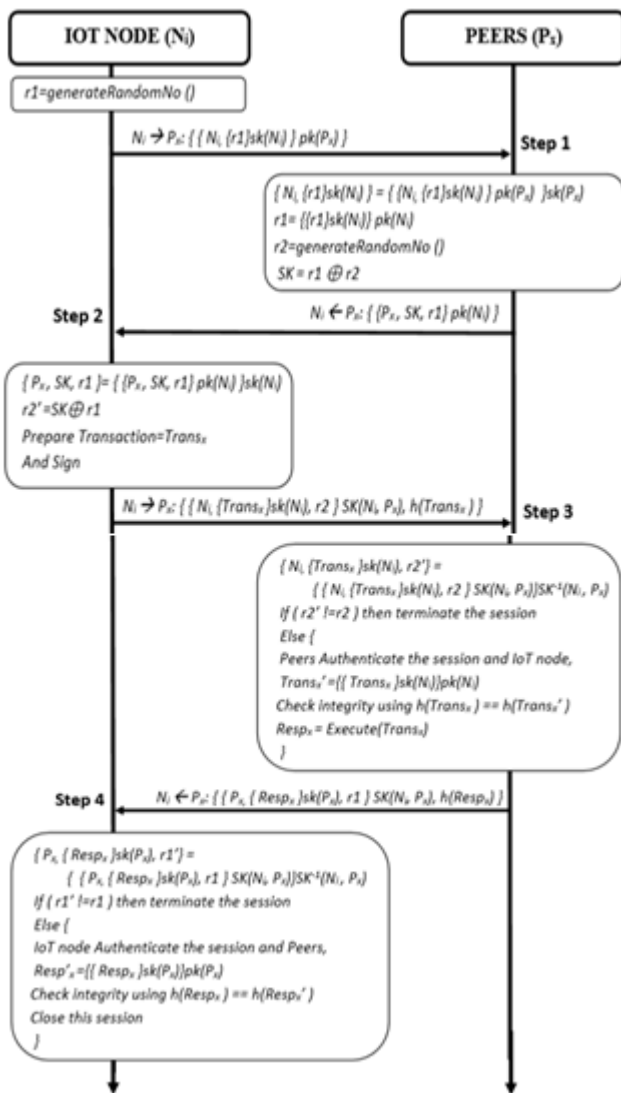 IOT NODE (Nᵢ)
PEERS (Pₓ)
r1=generateRandomNo ()
Nᵢ → Pₓ: { { Nᵢ, {r1}sk(Nᵢ) } pk(Pₓ) }
Step 1
{ Nᵢ, {r1}sk(Nᵢ) } = { {Nᵢ, {r1}sk(Nᵢ) } pk(Pₓ) }sk(Pₓ)
r1= {{r1}sk(Nᵢ)} pk(Nᵢ)
r2=generateRandomNo ()
SK = r1 ⊕ r2
Step 2
Nᵢ ← Pₓ: { {Pₓ , SK, r1} pk(Nᵢ) }
{ Pₓ , SK, r1 }= { {Pₓ, SK, r1} pk(Nᵢ) }sk(Nᵢ)
r2'=SK⊕ r1
Prepare Transaction=Transₓ
And Sign
Nᵢ → Pₓ: { { Nᵢ, {Transₓ }sk(Nᵢ), r2 } SK(Nᵢ, Pₓ), h(Transₓ ) }
Step 3
{ Nᵢ, {Transₓ }sk(Nᵢ), r2'} =
{ { Nᵢ, {Transₓ }sk(Nᵢ), r2 } SK(Nᵢ, Pₓ)}SK⁻¹(Nᵢ , Pₓ)
If ( r2' !=r2 ) then terminate the session
Else {
Peers Authenticate the session and IoT node,
Transₓ' ={{ Transₓ }sk(Nᵢ)}pk(Nᵢ)
Check integrity using h(Transₓ ) == h(Transₓ' )
Respₓ = Execute(Transₓ)
}
Step 4
Nᵢ ← Pₓ: { { Pₓ, { Respₓ }sk(Pₓ), r1 } SK(Nᵢ, Pₓ), h(Respₓ) }
{ Pₓ, { Respₓ }sk(Pₓ), r1'} =
{ { Pₓ, { Respₓ }sk(Pₓ), r1 } SK(Nᵢ, Pₓ)}SK⁻¹(Nᵢ , Pₓ)
If ( r1' !=r1 ) then terminate the session
Else {
IoT node Authenticate the session and Peers,
Resp'ₓ ={{ Respₓ }sk(Pₓ)}pk(Pₓ)
Check integrity using h(Respₓ ) == h(Respₓ' )
Close this session
}